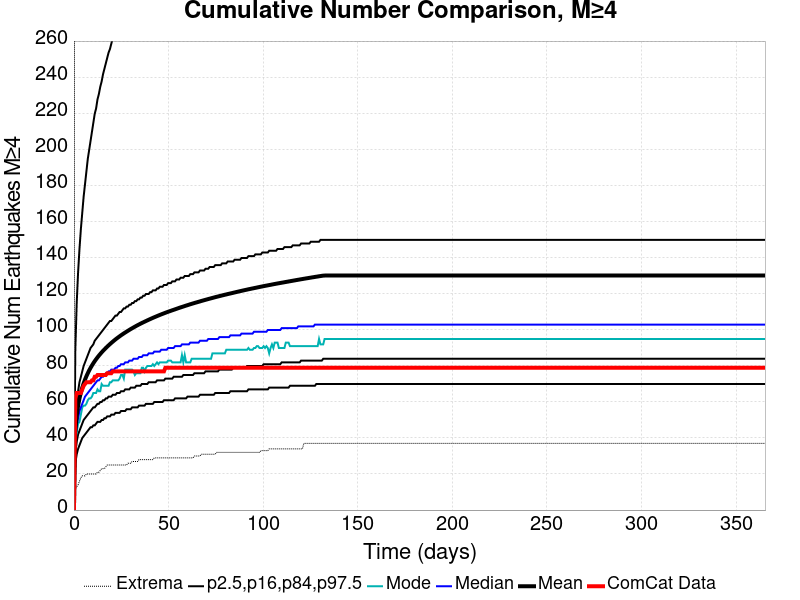 Cumulative Number Comparison, M≥4
Cumulative Num Earthquakes M≥4
260
240
220
200
180
160
140
120
100
80
60
40
20
0
0 50 100 150 200 250 300 350
Time (days)
Extrema p2.5,p16,p84,p97.5 Mode Median Mean ComCat Data